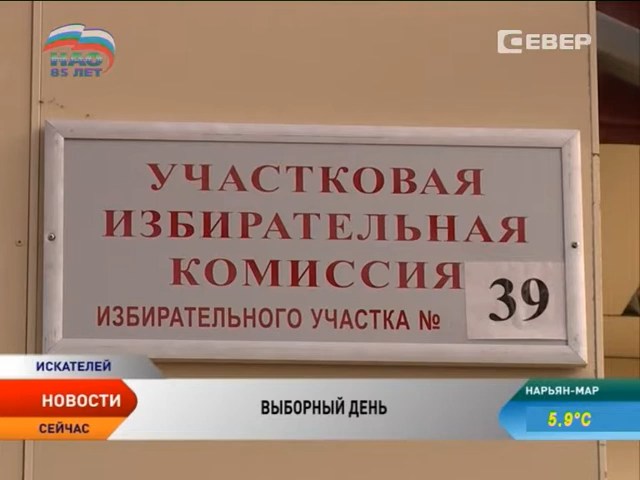 НАО
85 ЛЕТ
СЕВЕР
УЧАСТКОВАЯ
ИЗБИРАТЕЛЬНАЯ
КОМИССИЯ
ИЗБИРАТЕЛЬНОГО УЧАСТКА № 39
ИСКАТЕЛЕЙ
НОВОСТИ
СЕЙЧАС
ВЫБОРНЫЙ ДЕНЬ
НАРЬЯН-МАР
5.9°C